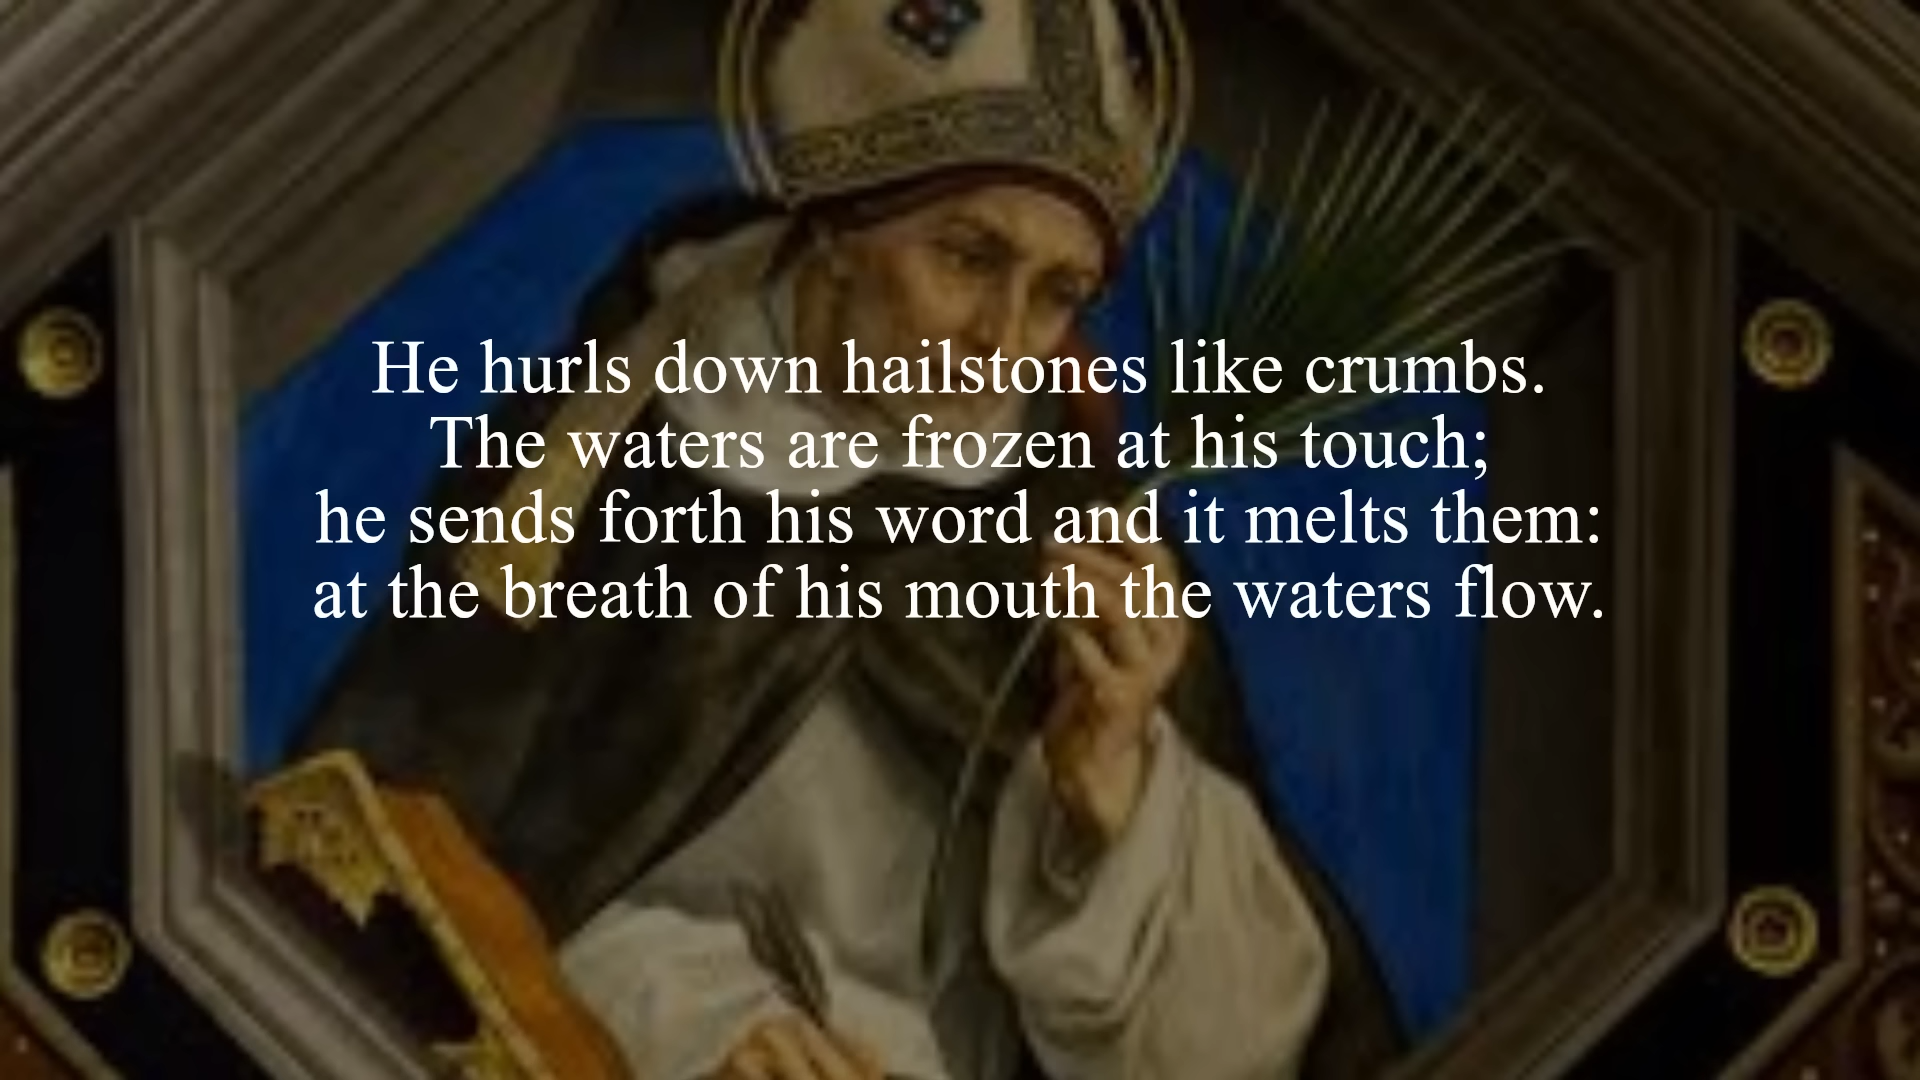 He hurls down hailstones like crumbs.
The waters are frozen at his touch;
he sends forth his word and it melts them:
at the breath of his mouth the waters flow.